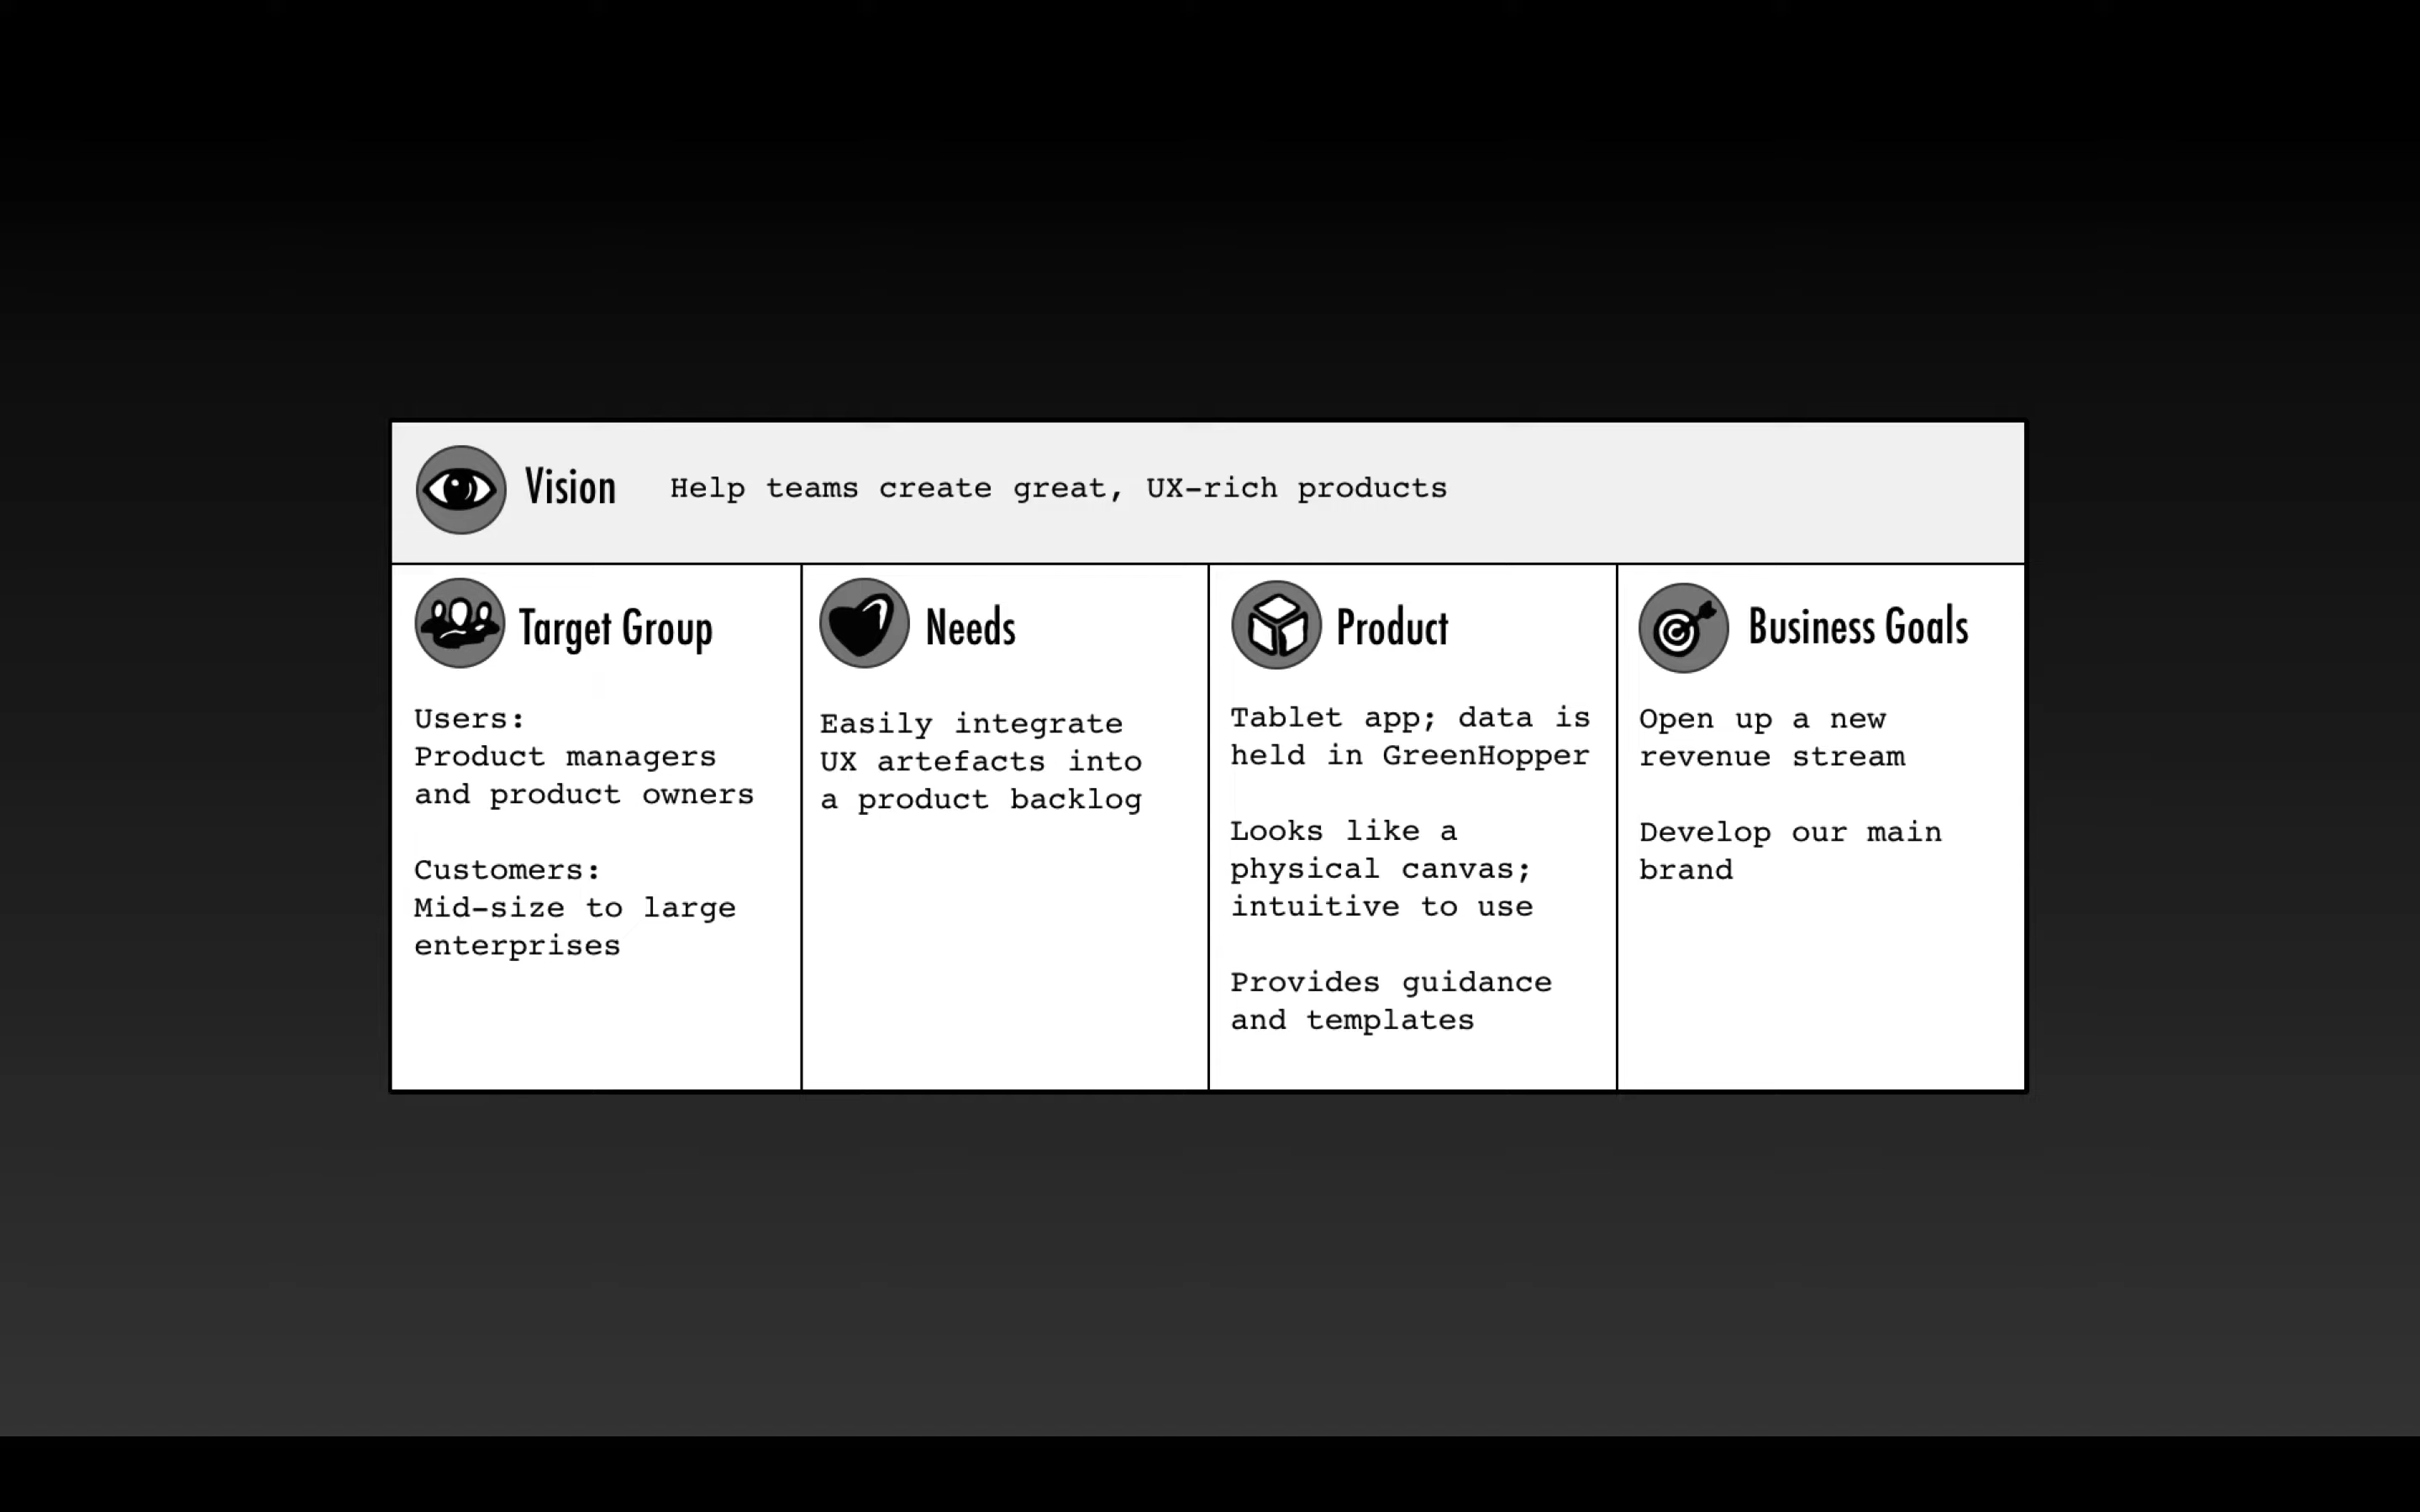 Vision
Help teams create great, UX-rich products
Target Group
Users:
Product managers
and product owners
Customers:
Mid-size to large
enterprises
Needs
Easily integrate
UX artefacts into
a product backlog
Product
Tablet app; data is
held in GreenHopper
Looks like a
physical canvas;
intuitive to use
Provides guidance
and templates
Business Goals
Open up a new
revenue stream
Develop our main
brand